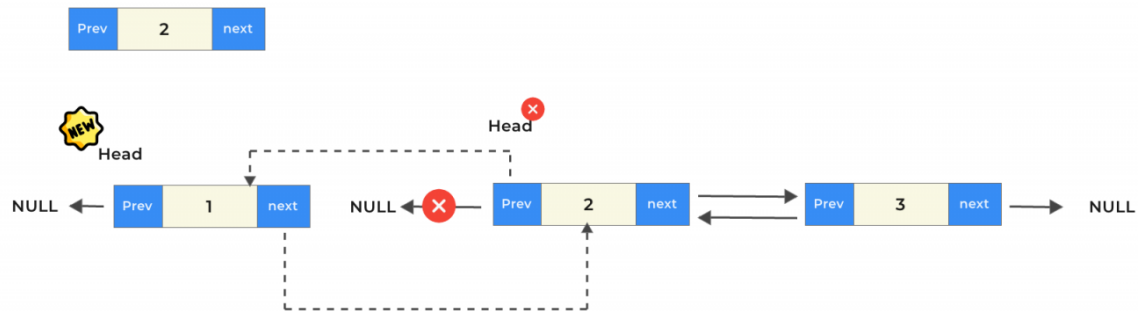 Prev 2 next
NEW
Head
Head
NULL Prev 1 next NULL Prev 2 next Prev 3 next NULL